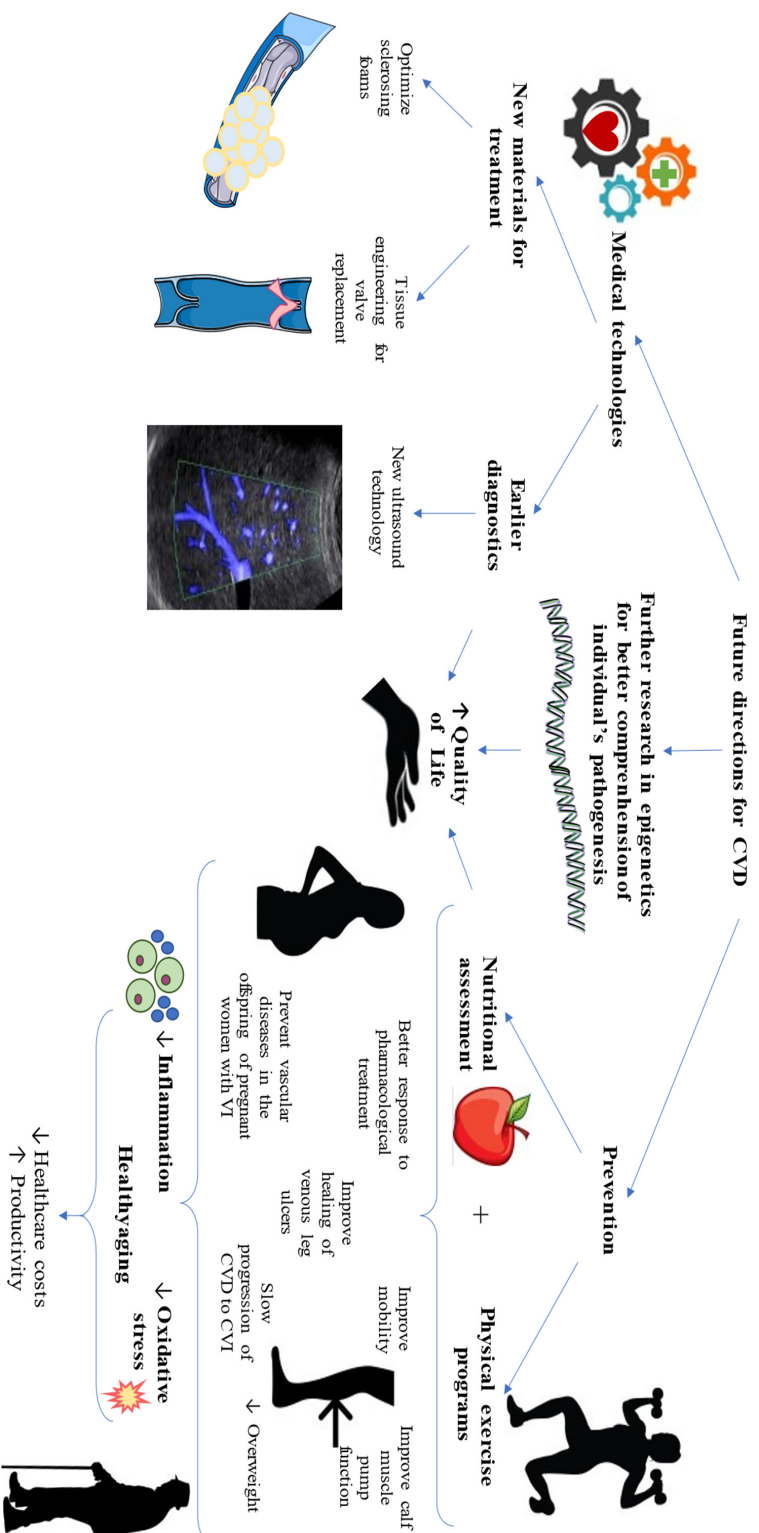 Future directions for CVD
Medical technologies
Further research in epigenetics
for better comprenhension of
individual's pathogenesis
Prevention
New materials for
treatment
Earlier
diagnostics
↑ Quality
of Life
Nutritional
assessment
+
Physical exercise
programs
Optimize
sclerosing
foams
Tissue
engineering for
valve
replacement
New ultrasound
technology
Better response to
pharmacological
treatment
Improve
mobility
Improve calf
muscle
pump
function
Improve
healing of
venous leg
ulcers
Prevent vascular
diseases in the
offspring of pregnant
women with VI
Slow
progression of
CVD to CVI
↓ Overweight
↓ Inflammation
Healthyaging
↓ Oxidative
stress
↓ Healthcare costs
↑ Productivity